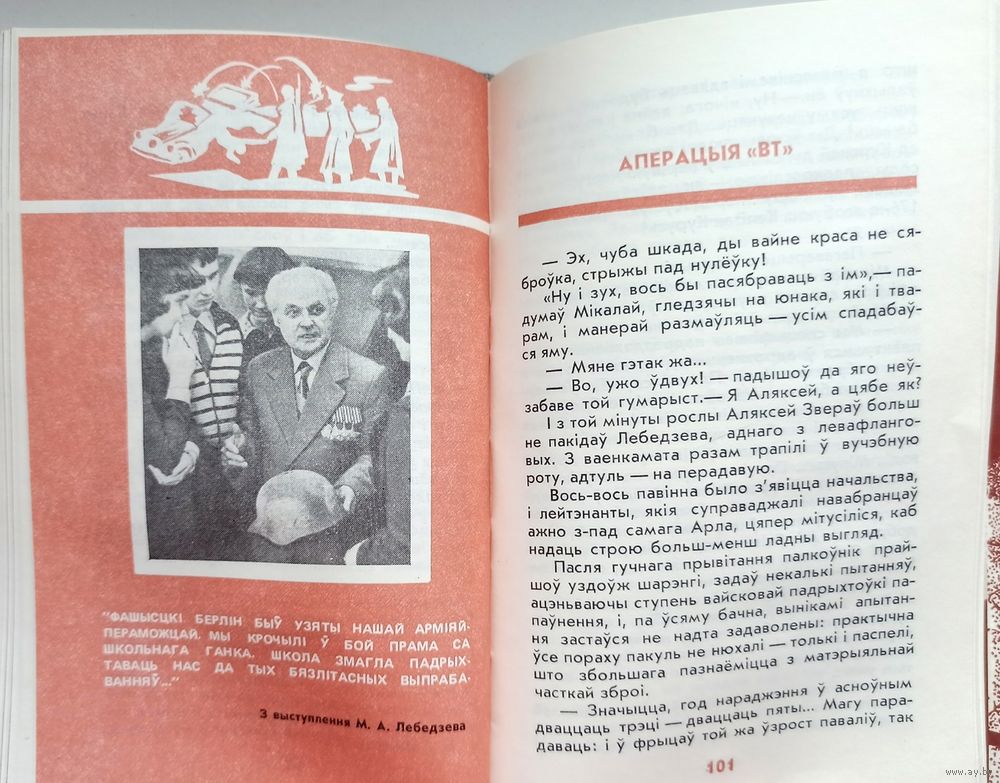 "ФАШЫСЦКІ БЕРЛІН БЫЎ УЗЯТЫ НАШАЙ АРМІЯЙ-
ПЕРАМОЖЦАЙ. МЫ КРОЧЫЛІ Ў БОЙ ПРАМА СА
ШКОЛЬНАГА ГАНКА. ШКОЛА ЗМАГЛА ПАДРЫХ-
ТАВАЦЬ НАС ДА ТЫХ БЯЗЛІТАСНЫХ ВЫПРАБА-
ВАННЯЎ..."
З выступлення М. А. Лебедзева
АПЕРАЦЫЯ «ВТ»
— Эх, чуба шкада, ды вайне краса не ся-
броўка, стрыжы пад нулёўку!
«Ну і зух, вось бы пасябраваць з ім»,— па-
думаў Мікалай, гледзячы на юнака, які і тва-
рам, і манерай размаўляць — усім спадабаў-
ся яму.
— Мяне гэтак жа...
— Во, ужо ўдвух! — падышоў да яго неў-
забаве той гумарыст.— Я Аляксей, а цябе як?
І з той мінуты рослы Аляксей Звераў больш
не пакідаў Лебедзева, аднаго з левафланго-
вых. З ваенкамата разам трапілі ў вучэбную
роту, адтуль — на перадавую.
Вось-вось павінна было з'явіцца начальства,
і лейтэнанты, якія суправаджалі навабранцаў
ажно з-пад самага Арла, цяпер мітусіліся, каб
надаць строю больш-менш ладны выгляд.
Пасля гучнага прывітання палкоўнік прай-
шоў уздоўж шарэнгі, задаў некалькі пытанняў,
ацэньваючы ступень вайсковай падрыхтоўкі па-
паўнення, і, па ўсяму бачна, вынікамі апытан-
ня застаўся не надта задаволены: практычна
ўсе пораху пакуль не нюхалі — толькі і паспелі,
што збольшага пазнаёміцца з матэрыяльнай
часткай зброі.
— Значыцца, год нараджэння ў асноўным
дваццаць трэці — дваццаць пяты... Магу пара-
даваць: і ў фрыцаў той жа ўзрост паваліў, так
101
www.ay.by